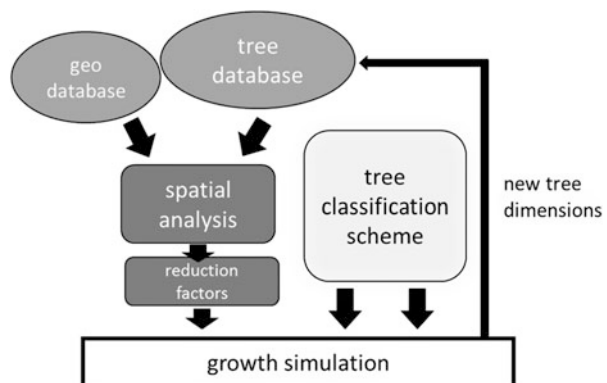 geo
database
tree
database
spatial
analysis
reduction
factors
tree
classification
scheme
new tree
dimensions
growth simulation